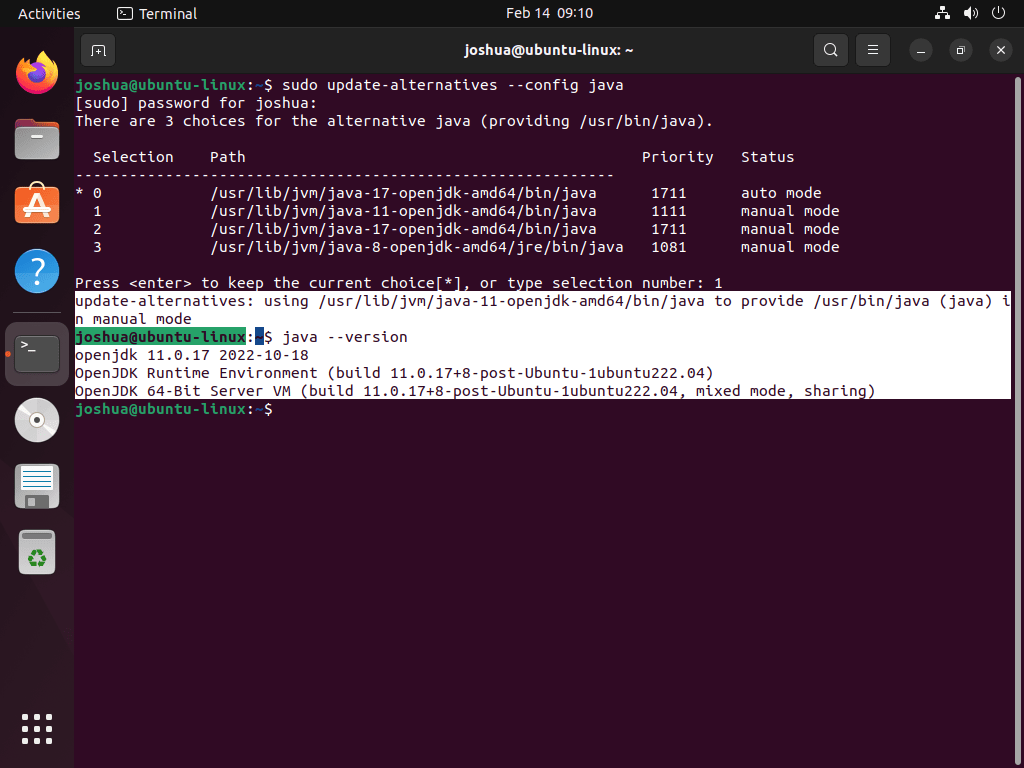 Activities Terminal Feb 14 09:10
joshua@ubuntu-linux: ~
joshua@ubuntu-linux:~$ sudo update-alternatives --config java
[sudo] password for joshua:
There are 3 choices for the alternative java (providing /usr/bin/java).
Selection Path Priority Status
------------------------------------------------------------
* 0 /usr/lib/jvm/java-17-openjdk-amd64/bin/java 1711 auto mode
1 /usr/lib/jvm/java-11-openjdk-amd64/bin/java 1111 manual mode
2 /usr/lib/jvm/java-17-openjdk-amd64/bin/java 1711 manual mode
3 /usr/lib/jvm/java-8-openjdk-amd64/jre/bin/java 1081 manual mode
Press <enter> to keep the current choice[*], or type selection number: 1
update-alternatives: using /usr/lib/jvm/java-11-openjdk-amd64/bin/java to provide /usr/bin/java (java) i
n manual mode
joshua@ubuntu-linux:~$ java --version
openjdk 11.0.17 2022-10-18
OpenJDK Runtime Environment (build 11.0.17+8-post-Ubuntu-1ubuntu222.04)
OpenJDK 64-Bit Server VM (build 11.0.17+8-post-Ubuntu-1ubuntu222.04, mixed mode, sharing)
joshua@ubuntu-linux:~$